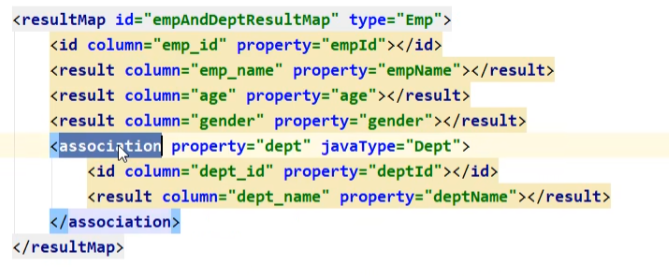 <resultMap id="empAndDeptResultMap" type="Emp">
<id column="emp_id" property="empId"></id>
<result column="emp_name" property="empName"></result>
<result column="age" property="age"></result>
<result column="gender" property="gender"></result>
<association property="dept" javaType="Dept">
<id column="dept_id" property="deptId"></id>
<result column="dept_name" property="deptName"></result>
</association>
</resultMap>